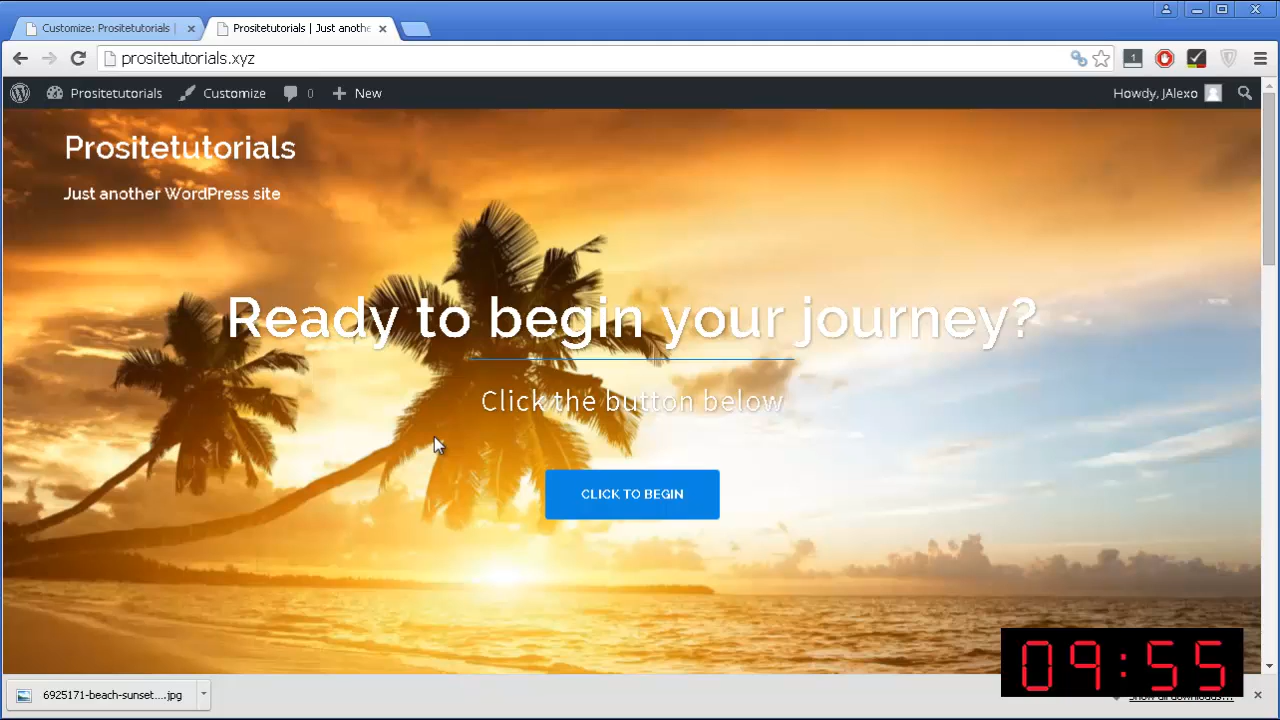 Customize: Prositetutorials |
Prositetutorials | Just anothe
prositetutorials.xyz
1
Prositetutorials
Customize
0
New
Howdy, JAlexo
Prositetutorials
Just another WordPress site
Ready to begin your journey?
Click the button below
CLICK TO BEGIN
09:55
6925171-beach-sunset....jpg